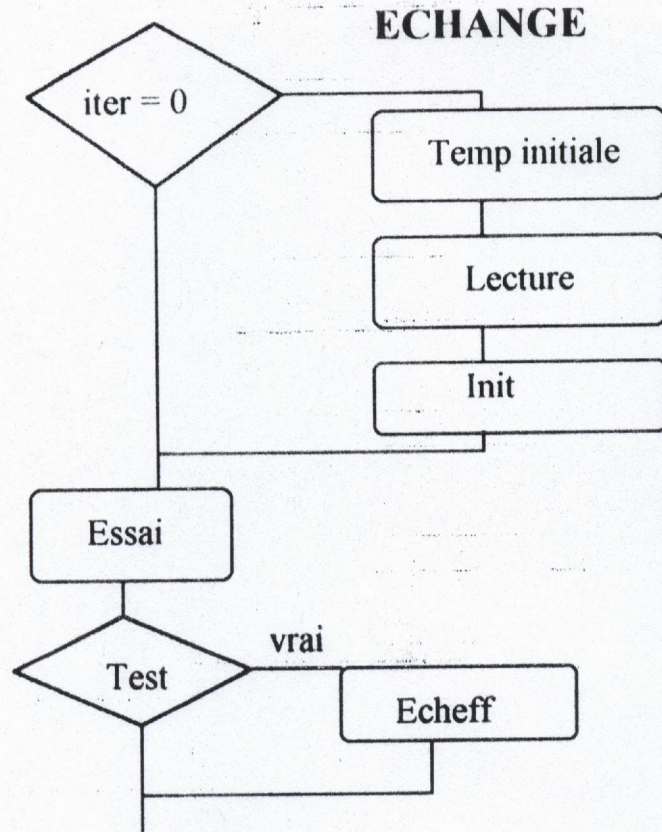 ECHANGE
iter = 0
Temp initiale
Lecture
Init
Essai
Test
vrai
Echeff